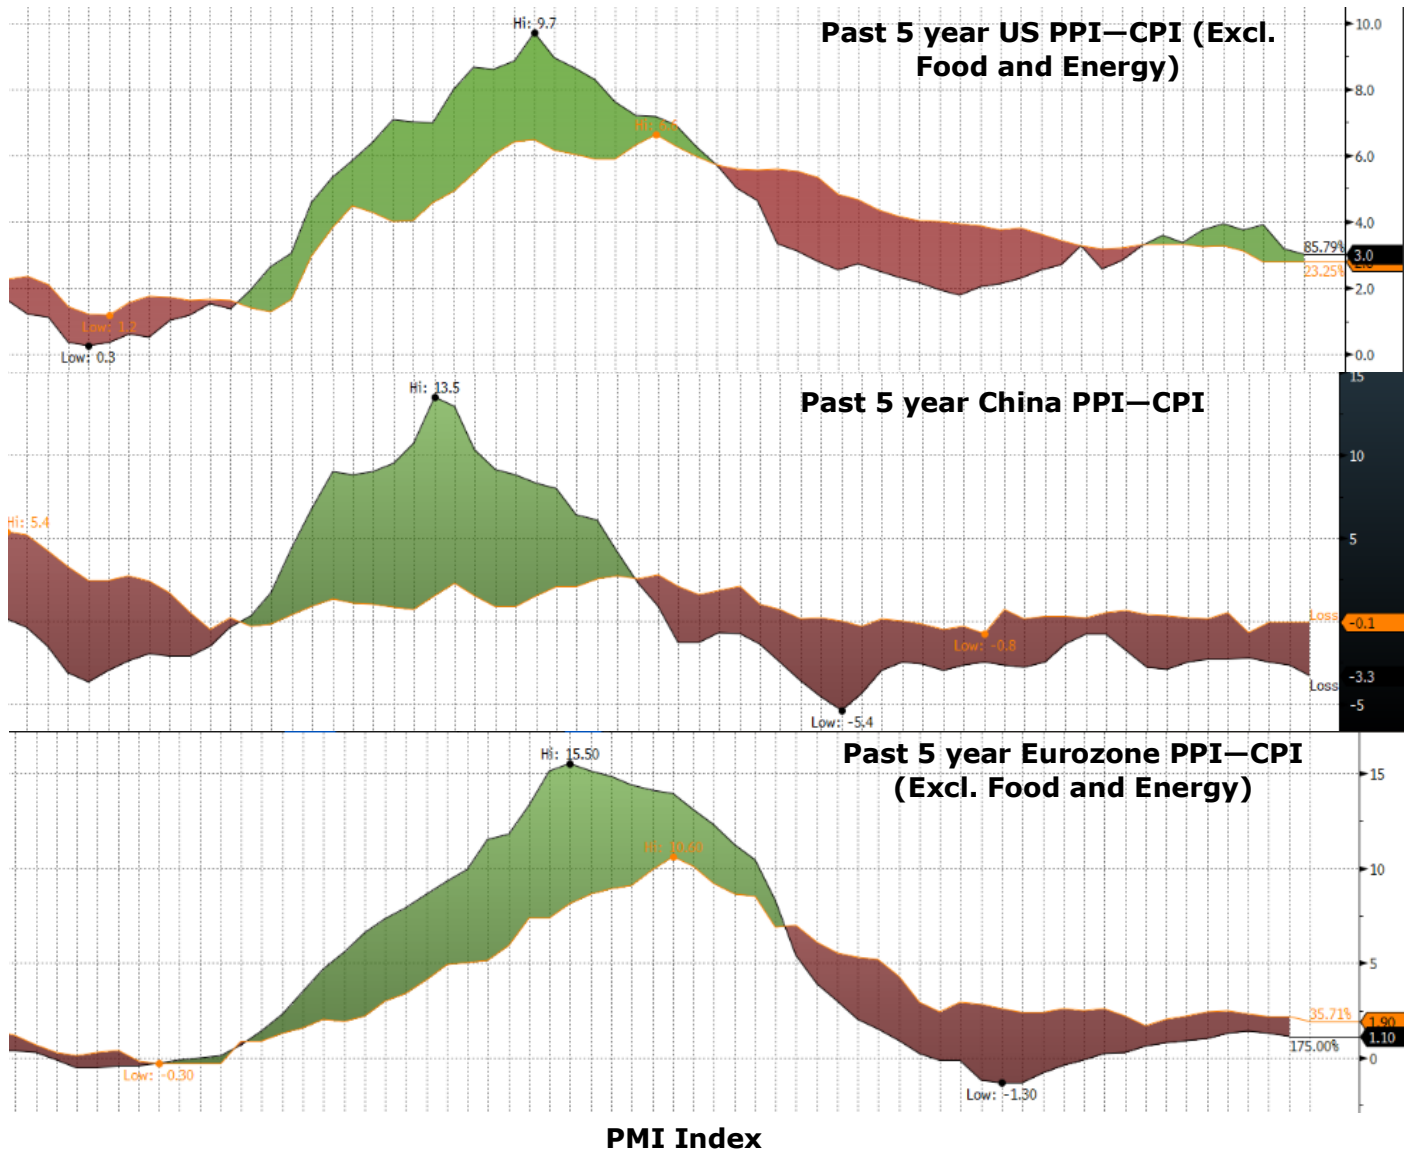 Hi: 9.7
Past 5 year US PPI—CPI (Excl.
Food and Energy)
10.0
8.0
Hi: 6.6
6.0
4.0
85.79%
3.0
23.25%
2.0
Low: 1.2
Low: 0.3
0.0
Hi: 13.5
Past 5 year China PPI—CPI
15
10
Hi: 5.4
5
Loss
-0.1
Low: -0.8
Loss
-3.3
-5
Low: -5.4
Hi: 15.50
Past 5 year Eurozone PPI—CPI
(Excl. Food and Energy)
15
Hi: 10.60
10
5
35.71%
1.90
1.10
175.00%
0
Low: -0.30
Low: -1.30
PMI Index